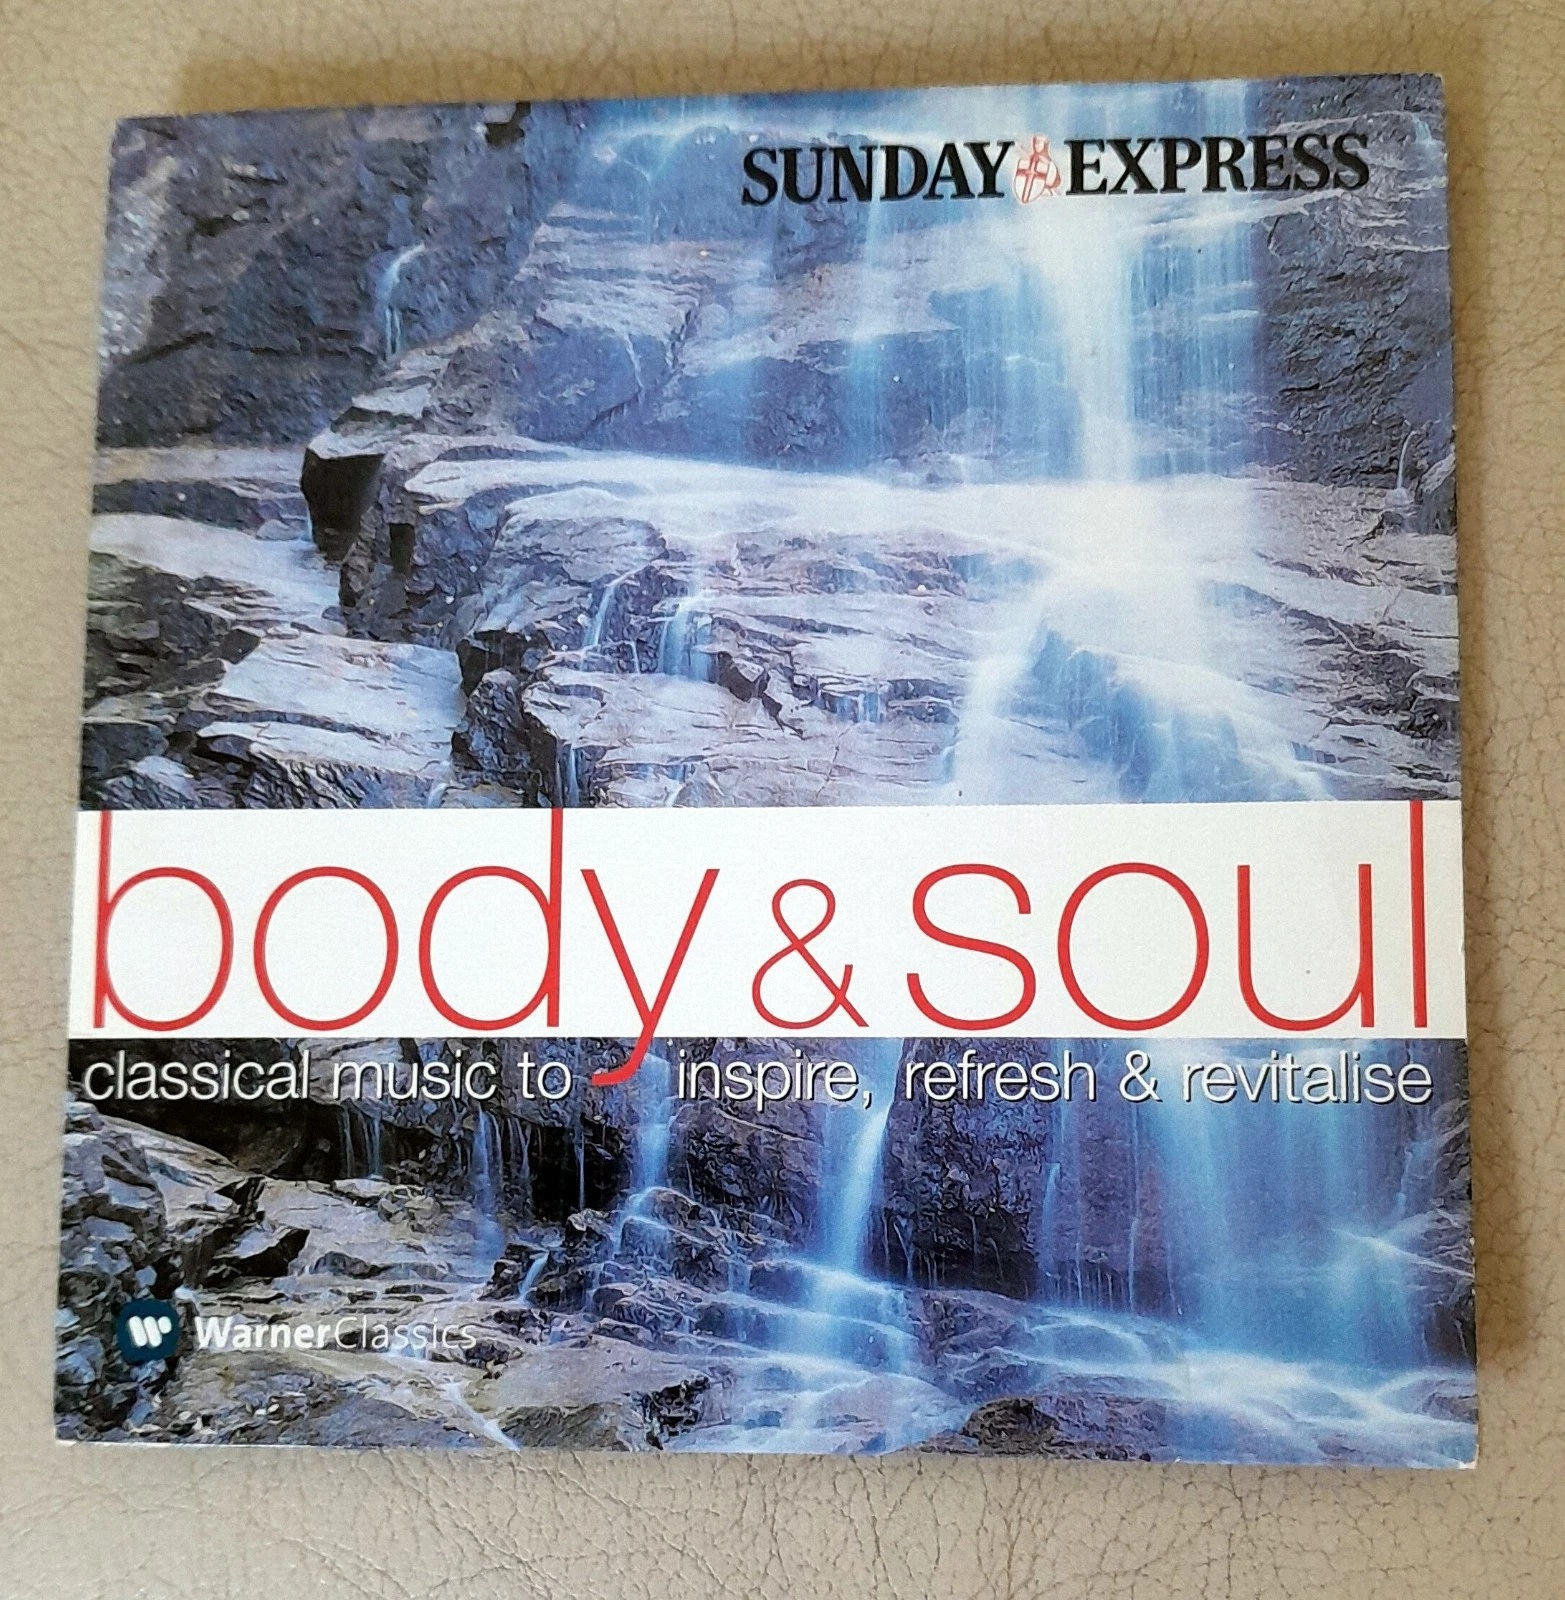 SUNDAY EXPRESS
body & soul
classical music to inspire, refresh & revitalise
WarnerClassics